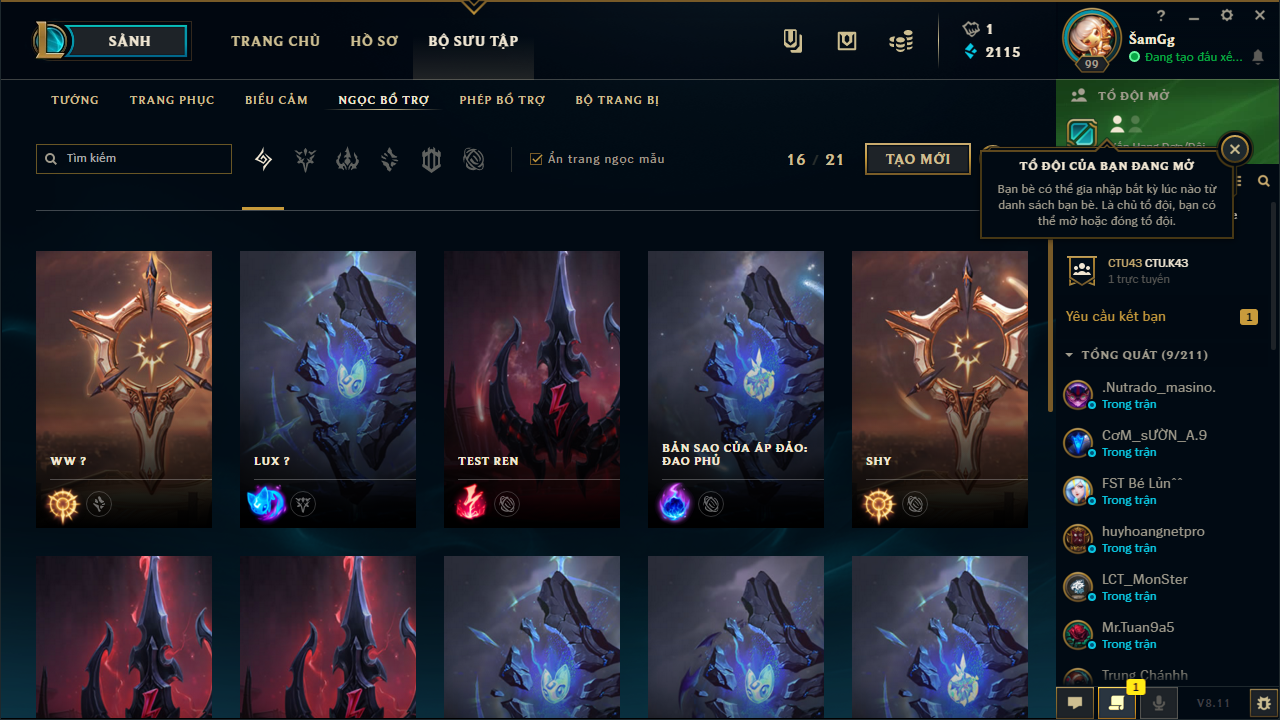 SẢNH
TRANG CHỦ
HỒ SƠ
BỘ SƯU TẬP
1
2115
?
ŠamGg
Đang tạo đấu xế...
99
TƯỚNG
TRANG PHỤC
BIỂU CẢM
NGỌC BỔ TRỢ
PHÉP BỔ TRỢ
BỘ TRANG BỊ
TỔ ĐỘI MỞ
Tìm kiếm
Ẩn trang ngọc mẫu
16 / 21
TẠO MỚI
TỔ ĐỘI CỦA BẠN ĐANG MỞ
Bạn bè có thể gia nhập bất kỳ lúc nào từ
danh sách bạn bè. Là chủ tổ đội, bạn có
thể mở hoặc đóng tổ đội.
CTU43 CTU.K43
1 trực tuyến
Yêu cầu kết bạn
1
TỔNG QUÁT (9/211)
.Nutrado_masino.
Trong trận
CơM_sƯỜN_A.9
Trong trận
FST Bé Lủn^^
Trong trận
huyhoangnetpro
Trong trận
LCT_MonSter
Trong trận
Mr.Tuan9a5
Trong trận
Trung Chánhh
WW ?
LUX ?
TEST REN
BẢN SAO CỦA ÁP ĐẢO:
ĐAO PHỦ
SHY
1
V8.11